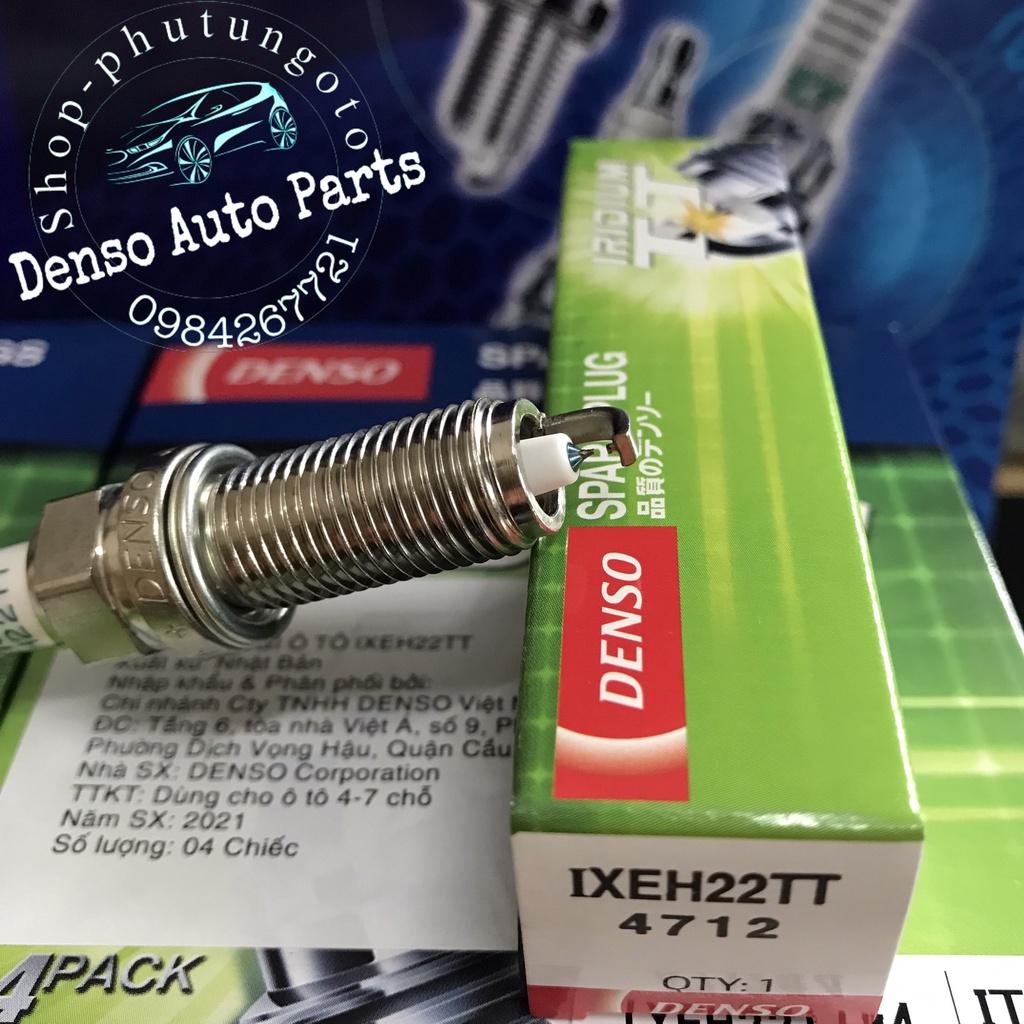 Shop-phutungoto
Denso Auto Parts
0984267721
DENSO
IRIDIUM
TT
SPARK PLUG
品質のデンソー
DENSO
DENSO
Ô TÔ IXEH22TT
Xuất xứ: Nhật Bản
Nhập khẩu & Phân phối bởi:
Chi nhánh Cty TNHH DENSO Việt
ĐC: Tầng 6, tòa nhà Việt Á, số 9,
Phường Dịch Vọng Hậu, Quận Cầu
Nhà SX: DENSO Corporation
TTKT: Dùng cho ô tô 4-7 chỗ
Năm SX: 2021
Số lượng: 04 Chiếc
IXEH22TT
4712
QTY: 1
DENSO
4PACK